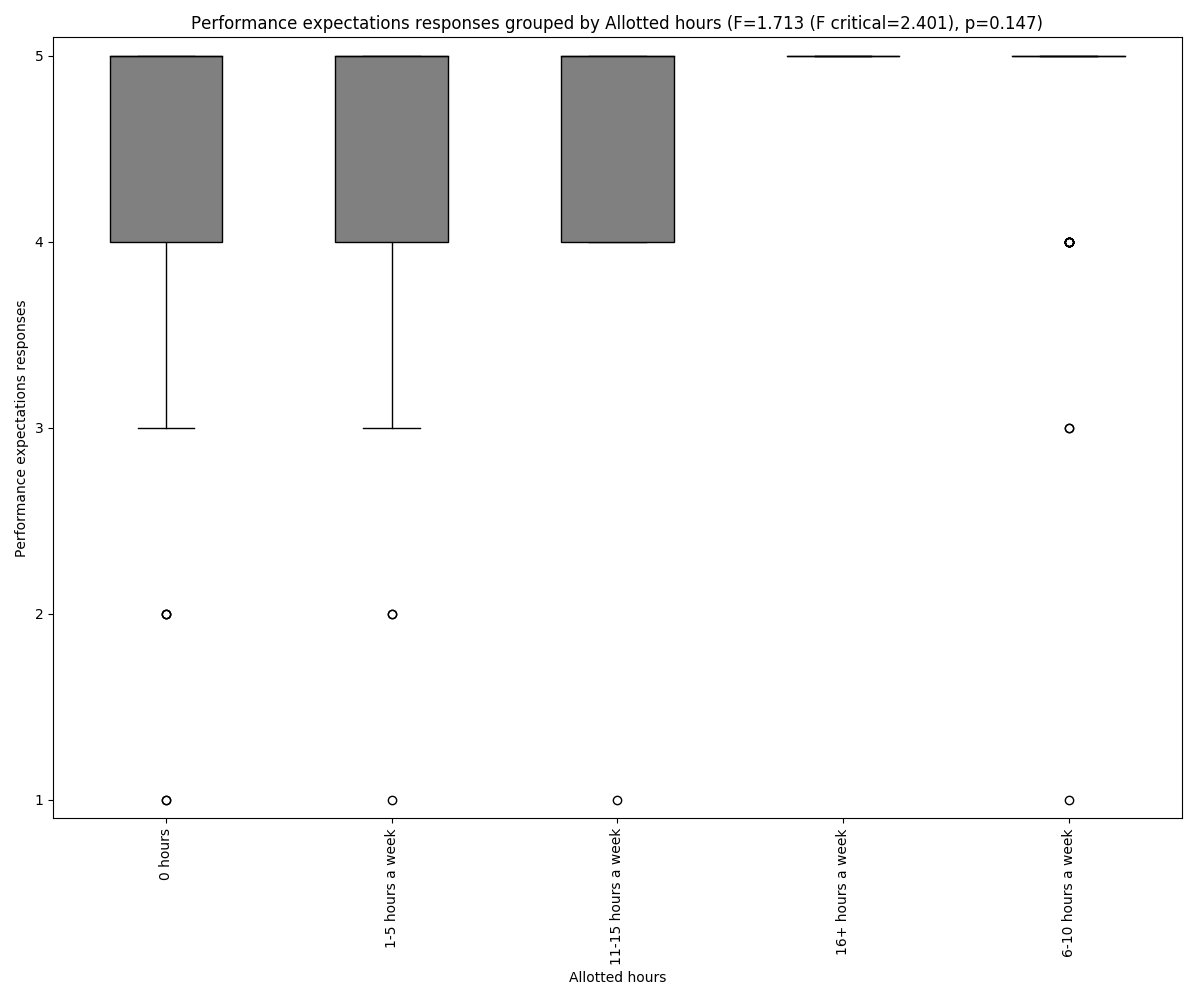 Performance expectations responses grouped by Allotted hours (F=1.713 (F critical=2.401), p=0.147)
Performance expectations responses
5
4
3
2
1
0 hours
1-5 hours a week
11-15 hours a week
16+ hours a week
6-10 hours a week
Allotted hours